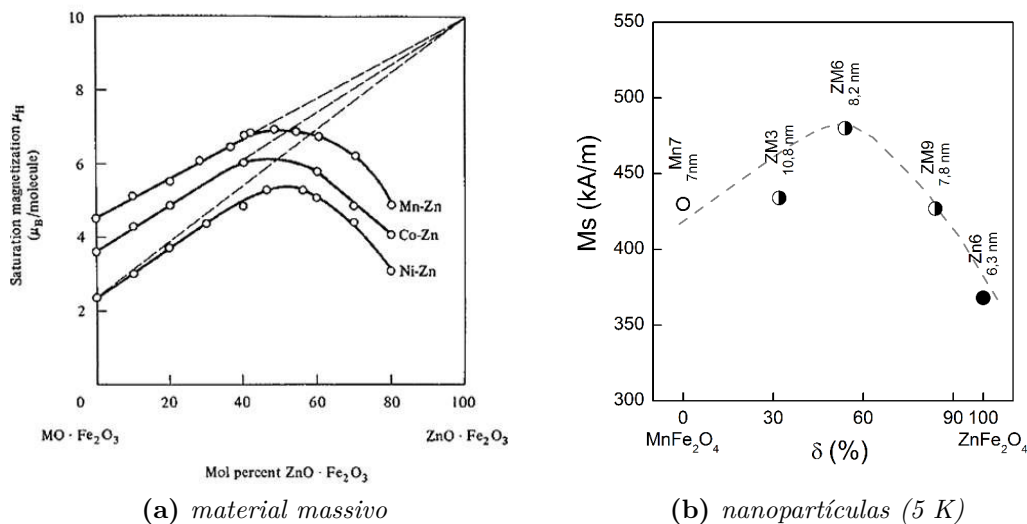 10
8
6
4
2
Saturation magnetization μH
(μB/molecule)
Mn-Zn
Co-Zn
Ni-Zn
0
20
40
60
80
100
MO · Fe2O3
ZnO · Fe2O3
Mol percent ZnO · Fe2O3
(a) material massivo
550
500
450
400
350
300
Ms (kA/m)
Mn7
7nm
ZM3
10,8 nm
ZM6
8,2 nm
ZM9
7,8 nm
Zn6
6,3 nm
0
30
60
90
100
MnFe2O4
δ (%)
ZnFe2O4
(b) nanopartículas (5 K)